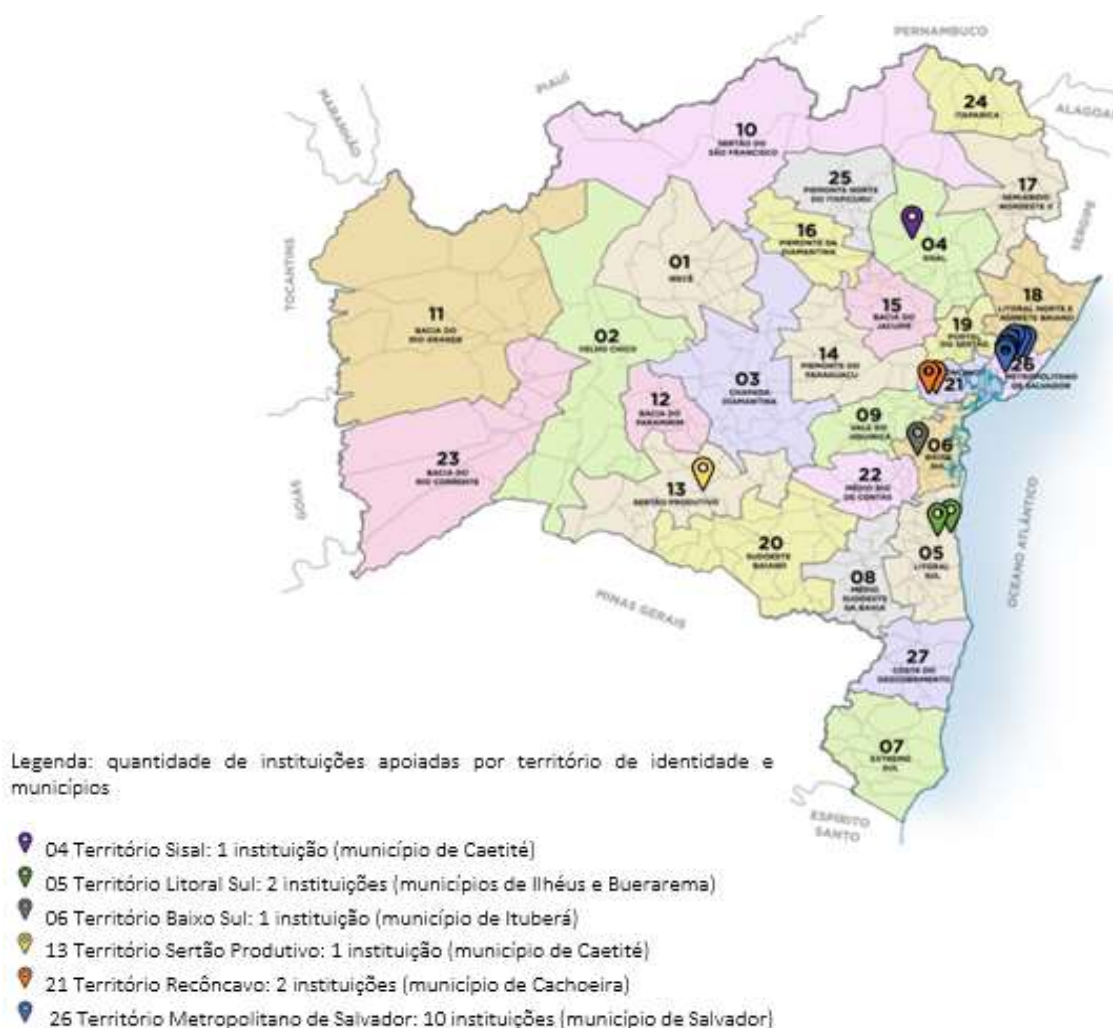 PERNAMBUCO
PIAUÍ
MARANHÃO
ALAGOAS
24
ITAPARICA
10
SERTÃO DO
SÃO FRANCISCO
25
PIEMONTE NORTE
DO ITAPICURU
17
SEMIÁRIDO
NORDESTE II
SERGIPE
16
PIEMONTE DA
DIAMANTINA
04
SISAL
TOCANTINS
01
IRECÊ
15
BACIA DO
JACUÍPE
18
LITORAL NORTE E
AGRESTE BAIANO
11
BACIA DO
RIO GRANDE
02
VELHO CHICO
19
PORTAL
DO SERTÃO
14
PIEMONTE DO
PARAGUAÇU
26
METROPOLITANO
DE SALVADOR
03
CHAPADA
DIAMANTINA
21
12
BACIA DO
PARAMIRIM
09
VALE DO
JIQUIRIÇÁ
06
BAIXO
SUL
23
BACIA DO
RIO CORRENTE
13
SERTÃO PRODUTIVO
22
MÉDIO RIO
DE CONTAS
GOIÁS
OCEANO ATLÂNTICO
20
SUDOESTE
BAIANO
05
LITORAL
SUL
08
MÉDIO
SUDOESTE
DA BAHIA
MINAS GERAIS
27
COSTA DO
DESCOBRIMENTO
07
EXTREMO
SUL
ESPÍRITO
SANTO
Legenda: quantidade de instituições apoiadas por território de identidade e
municípios
04 Território Sisal: 1 instituição (município de Caetité)
05 Território Litoral Sul: 2 instituições (municípios de Ilhéus e Buerarema)
06 Território Baixo Sul: 1 instituição (município de Ituberá)
13 Território Sertão Produtivo: 1 instituição (município de Caetité)
21 Território Recôncavo: 2 instituições (município de Cachoeira)
26 Território Metropolitano de Salvador: 10 instituições (município de Salvador)